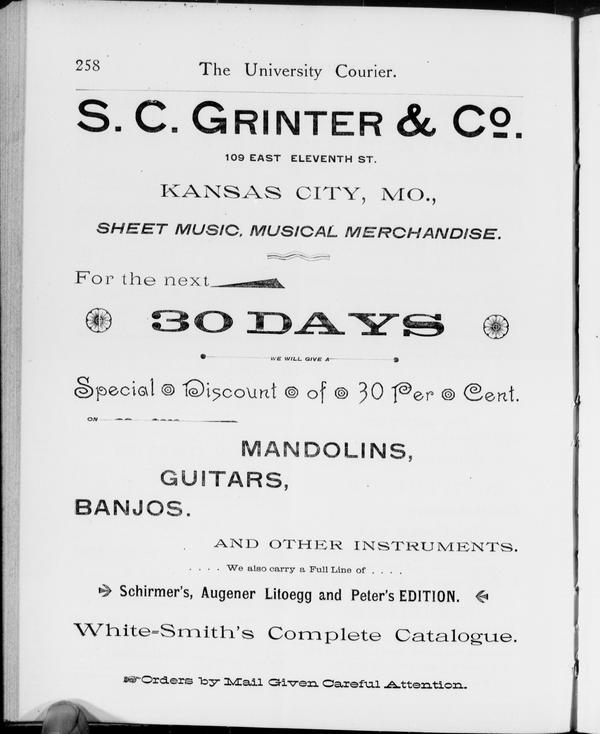 258
The University Courier.
S. C. GRINTER & Co.
109 EAST ELEVENTH ST.
KANSAS CITY, MO.,
SHEET MUSIC, MUSICAL MERCHANDISE.
For the next
30 DAYS
WE WILL GIVE A
Special Discount of 30 Per Cent.
ON
MANDOLINS,
GUITARS,
BANJOS.
AND OTHER INSTRUMENTS.
. . . . We also carry a Full Line of . . . .
Schirmer's, Augener Litoegg and Peter's EDITION.
White-Smith's Complete Catalogue.
Orders by Mail Given Careful Attention.